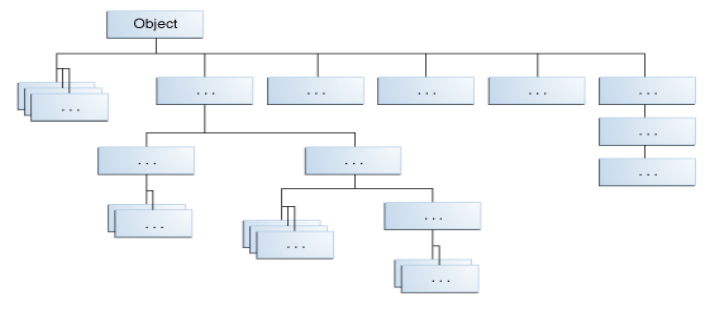 Object
. . .
. . .
. . .
. . .
. . .
. . .
. . .
. . .
. . .
. . .
. . .
. . .
. . .
. . .